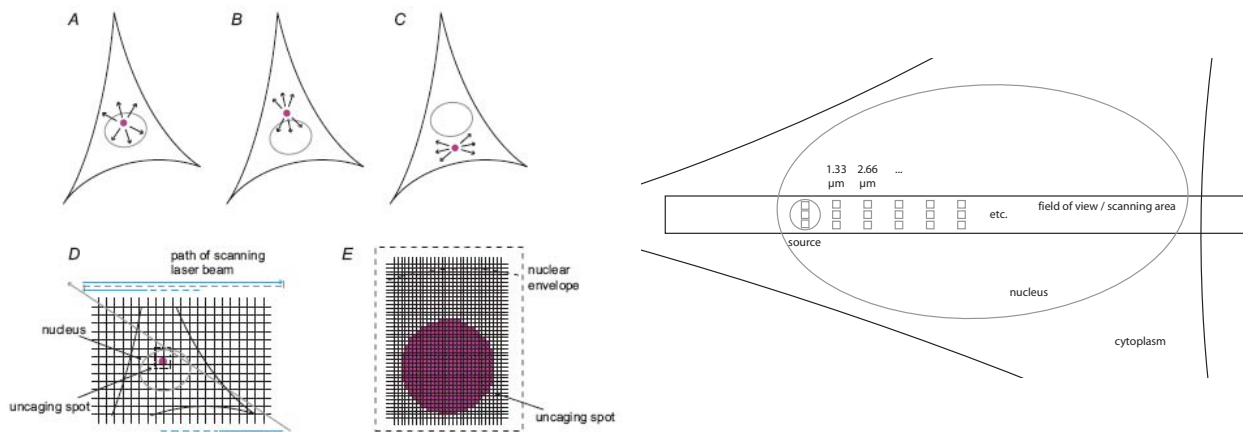 A
B
C
D
path of scanning
laser beam
nucleus
uncaging spot
E
nuclear
envelope
uncaging spot
1.33
µm
2.66
µm
...
etc.
field of view / scanning area
source
nucleus
cytoplasm